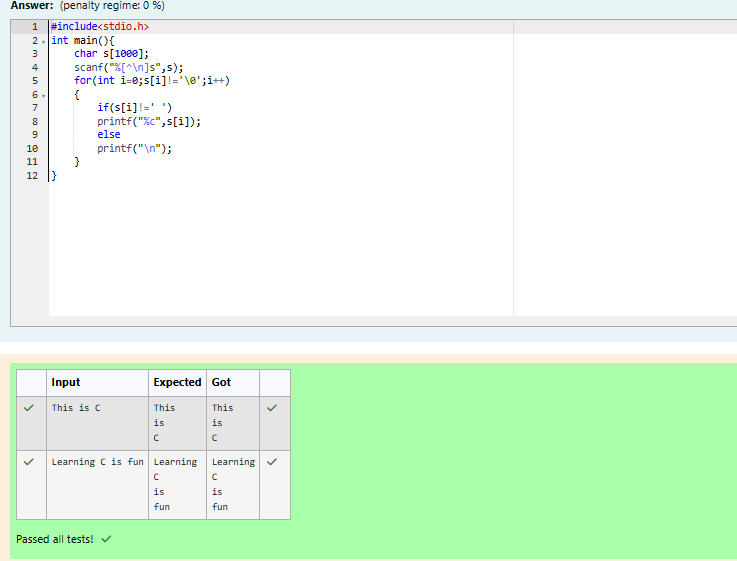 Answer: (penalty regime: 0 %)
1 #include<stdio.h>
2 int main(){
3     char s[1000];
4     scanf("%[^\n]s",s);
5     for(int i=0;s[i]!='\0';i++)
6     {
7         if(s[i]!=' ')
8         printf("%c",s[i]);
9         else
10         printf("\n");
11     }
12 }
Input Expected Got
This is C This This
is is
C C
Learning C is fun Learning Learning
C C
is is
fun fun
Passed all tests!